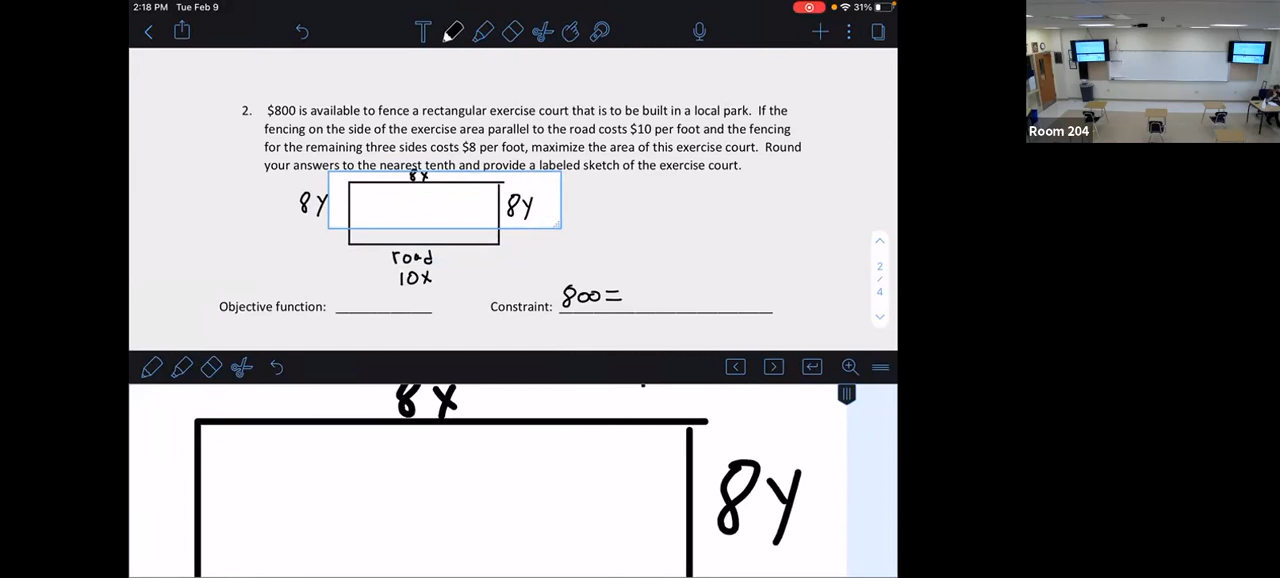 2:18 PM Tue Feb 9
31%
2. $800 is available to fence a rectangular exercise court that is to be built in a local park. If the
fencing on the side of the exercise area parallel to the road costs $10 per foot and the fencing
for the remaining three sides costs $8 per foot, maximize the area of this exercise court. Round
your answers to the nearest tenth and provide a labeled sketch of the exercise court.
8x
8y
8y
road
10x
Objective function: ____________
Constraint: 800=
2
/
4
8x
8y
Room 204